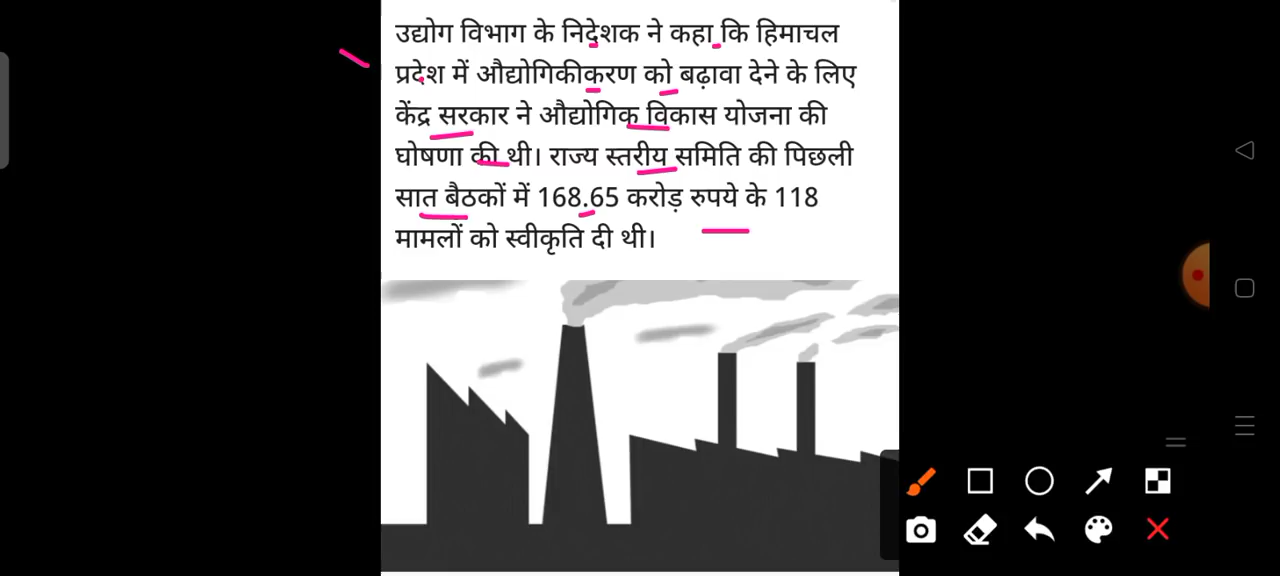 उद्योग विभाग के निदेशक ने कहा कि हिमाचल
प्रदेश में औद्योगिकीकरण को बढ़ावा देने के लिए
केंद्र सरकार ने औद्योगिक विकास योजना की
घोषणा की थी। राज्य स्तरीय समिति की पिछली
सात बैठकों में 168.65 करोड़ रुपये के 118
मामलों को स्वीकृति दी थी।